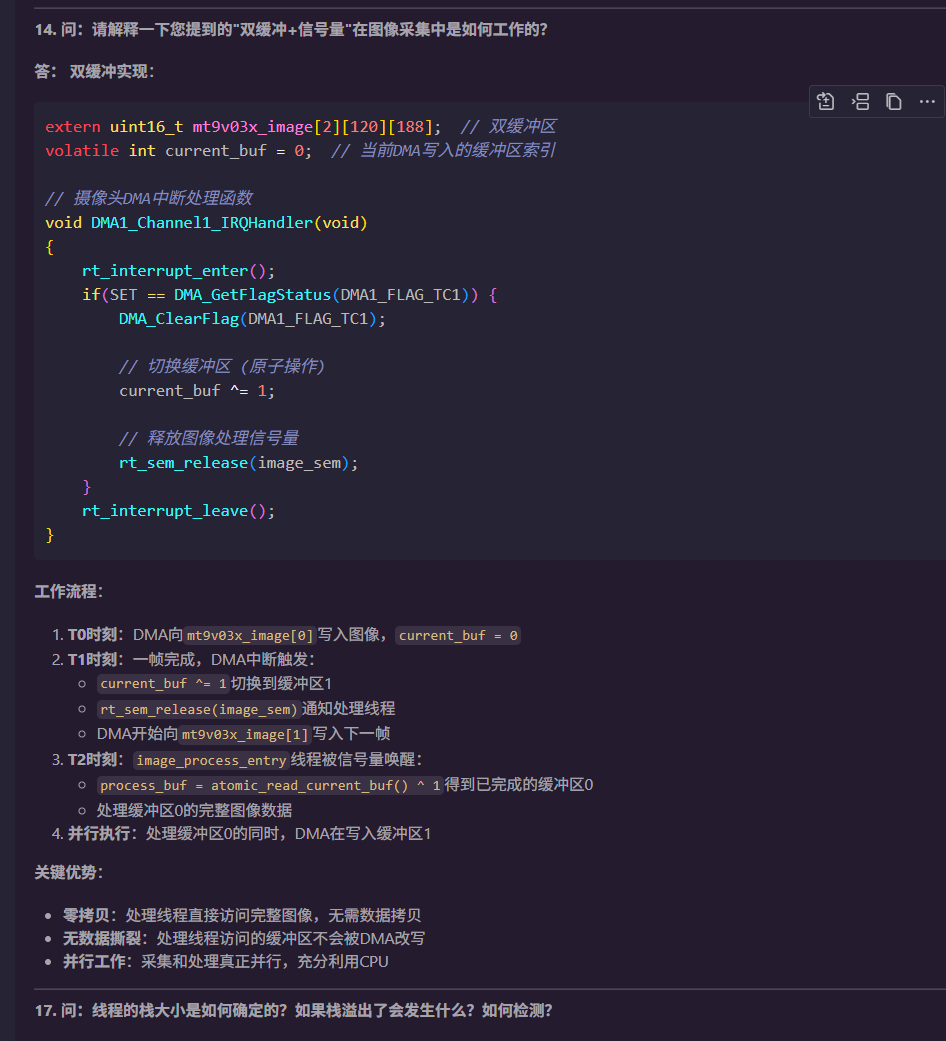 14. 问：请解释一下您提到的"双缓冲+信号量"在图像采集中是如何工作的？
答： 双缓冲实现：
extern uint16_t mt9v03x_image[2][120][188];  // 双缓冲区
volatile int current_buf = 0;  // 当前DMA写入的缓冲区索引
// 摄像头DMA中断处理函数
void DMA1_Channel1_IRQHandler(void)
{
    rt_interrupt_enter();
    if(SET == DMA_GetFlagStatus(DMA1_FLAG_TC1)) {
        DMA_ClearFlag(DMA1_FLAG_TC1);
        // 切换缓冲区 (原子操作)
        current_buf ^= 1;
        // 释放图像处理信号量
        rt_sem_release(image_sem);
    }
    rt_interrupt_leave();
}
工作流程：
1. T0时刻：DMA向mt9v03x_image[0]写入图像，current_buf = 0
2. T1时刻：一帧完成，DMA中断触发：
○ current_buf ^= 1切换到缓冲区1
○ rt_sem_release(image_sem)通知处理线程
○ DMA开始向mt9v03x_image[1]写入下一帧
3. T2时刻：image_process_entry线程被信号量唤醒：
○ process_buf = atomic_read_current_buf() ^ 1得到已完成的缓冲区0
○ 处理缓冲区0的完整图像数据
4. 并行执行：处理缓冲区0的同时，DMA在写入缓冲区1
关键优势：
• 零拷贝：处理线程直接访问完整图像，无需数据拷贝
• 无数据撕裂：处理线程访问的缓冲区不会被DMA改写
• 并行工作：采集和处理真正并行，充分利用CPU
17. 问：线程的栈大小是如何确定的？如果栈溢出了会发生什么？如何检测？